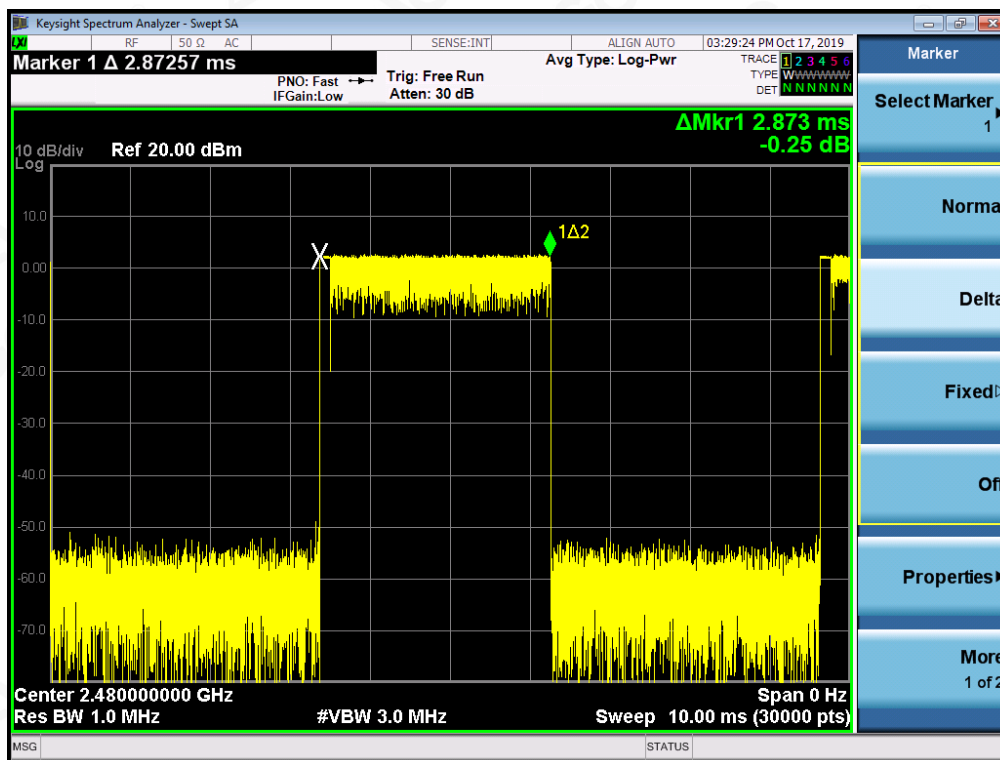 Keysight Spectrum Analyzer - Swept SA
LXI RF 50 Ω AC SENSE:INT ALIGN AUTO 03:29:24 PM Oct 17, 2019
Marker 1 Δ 2.87257 ms
PNO: Fast
IFGain:Low
Trig: Free Run
Atten: 30 dB
Avg Type: Log-Pwr
TRACE 1 2 3 4 5 6
TYPE WWWWWW
DET N N N N N N
ΔMkr1 2.873 ms
-0.25 dB
10 dB/div Ref 20.00 dBm
Log
10.0
1Δ2
0.00
-10.0
-20.0
-30.0
-40.0
-50.0
-60.0
-70.0
Center 2.480000000 GHz Span 0 Hz
Res BW 1.0 MHz #VBW 3.0 MHz Sweep 10.00 ms (30000 pts)
MSG STATUS
Marker
Select Marker
1
Norma
Delta
Fixed
Off
Properties
More
1 of 2